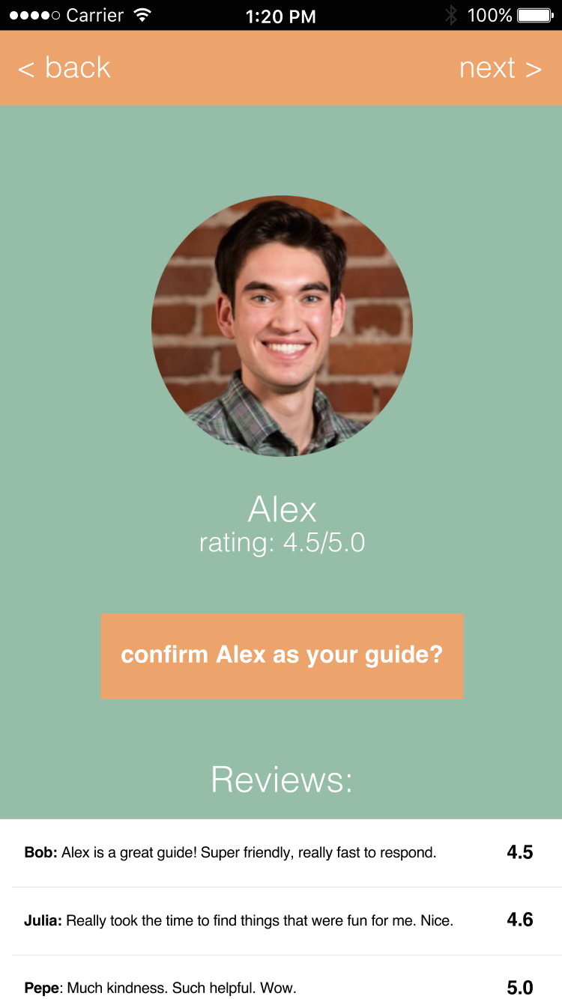 Carrier 1:20 PM 100%
< back next >
Alex
rating: 4.5/5.0
confirm Alex as your guide?
Reviews:
Bob: Alex is a great guide! Super friendly, really fast to respond. 4.5
Julia: Really took the time to find things that were fun for me. Nice. 4.6
Pepe: Much kindness. Such helpful. Wow. 5.0